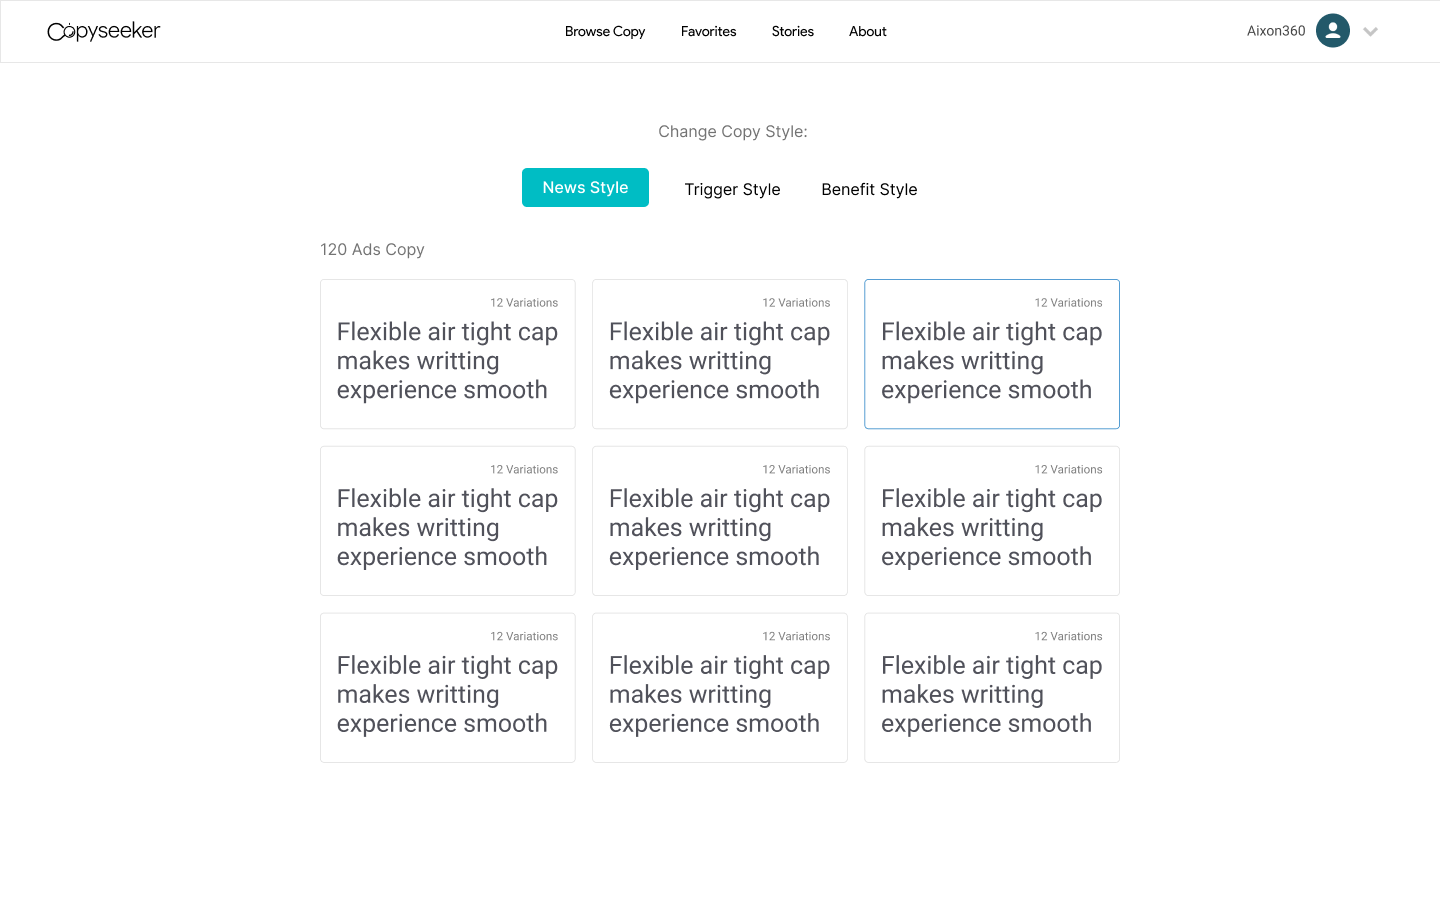 Copyseeker
Browse Copy Favorites Stories About
Aixon360
Change Copy Style:
News Style Trigger Style Benefit Style
120 Ads Copy
12 Variations
Flexible air tight cap
makes writting
experience smooth
12 Variations
Flexible air tight cap
makes writting
experience smooth
12 Variations
Flexible air tight cap
makes writting
experience smooth
12 Variations
Flexible air tight cap
makes writting
experience smooth
12 Variations
Flexible air tight cap
makes writting
experience smooth
12 Variations
Flexible air tight cap
makes writting
experience smooth
12 Variations
Flexible air tight cap
makes writting
experience smooth
12 Variations
Flexible air tight cap
makes writting
experience smooth
12 Variations
Flexible air tight cap
makes writting
experience smooth